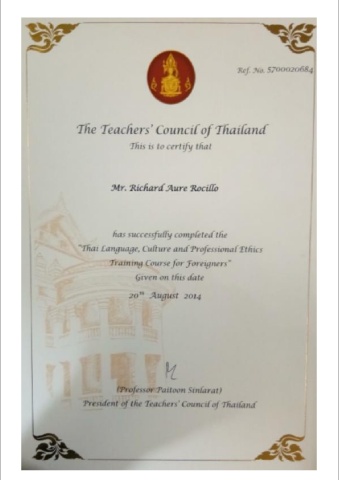 Ref. No. 5700020684
The Teachers' Council of Thailand
This is to certify that
Mr. Richard Aure Rocillo
has successfully completed the
"Thai Language, Culture and Professional Ethics
Training Course for Foreigners"
Given on this date
20th August 2014
(Professor Paitoon Sinlarat)
President of the Teachers' Council of Thailand